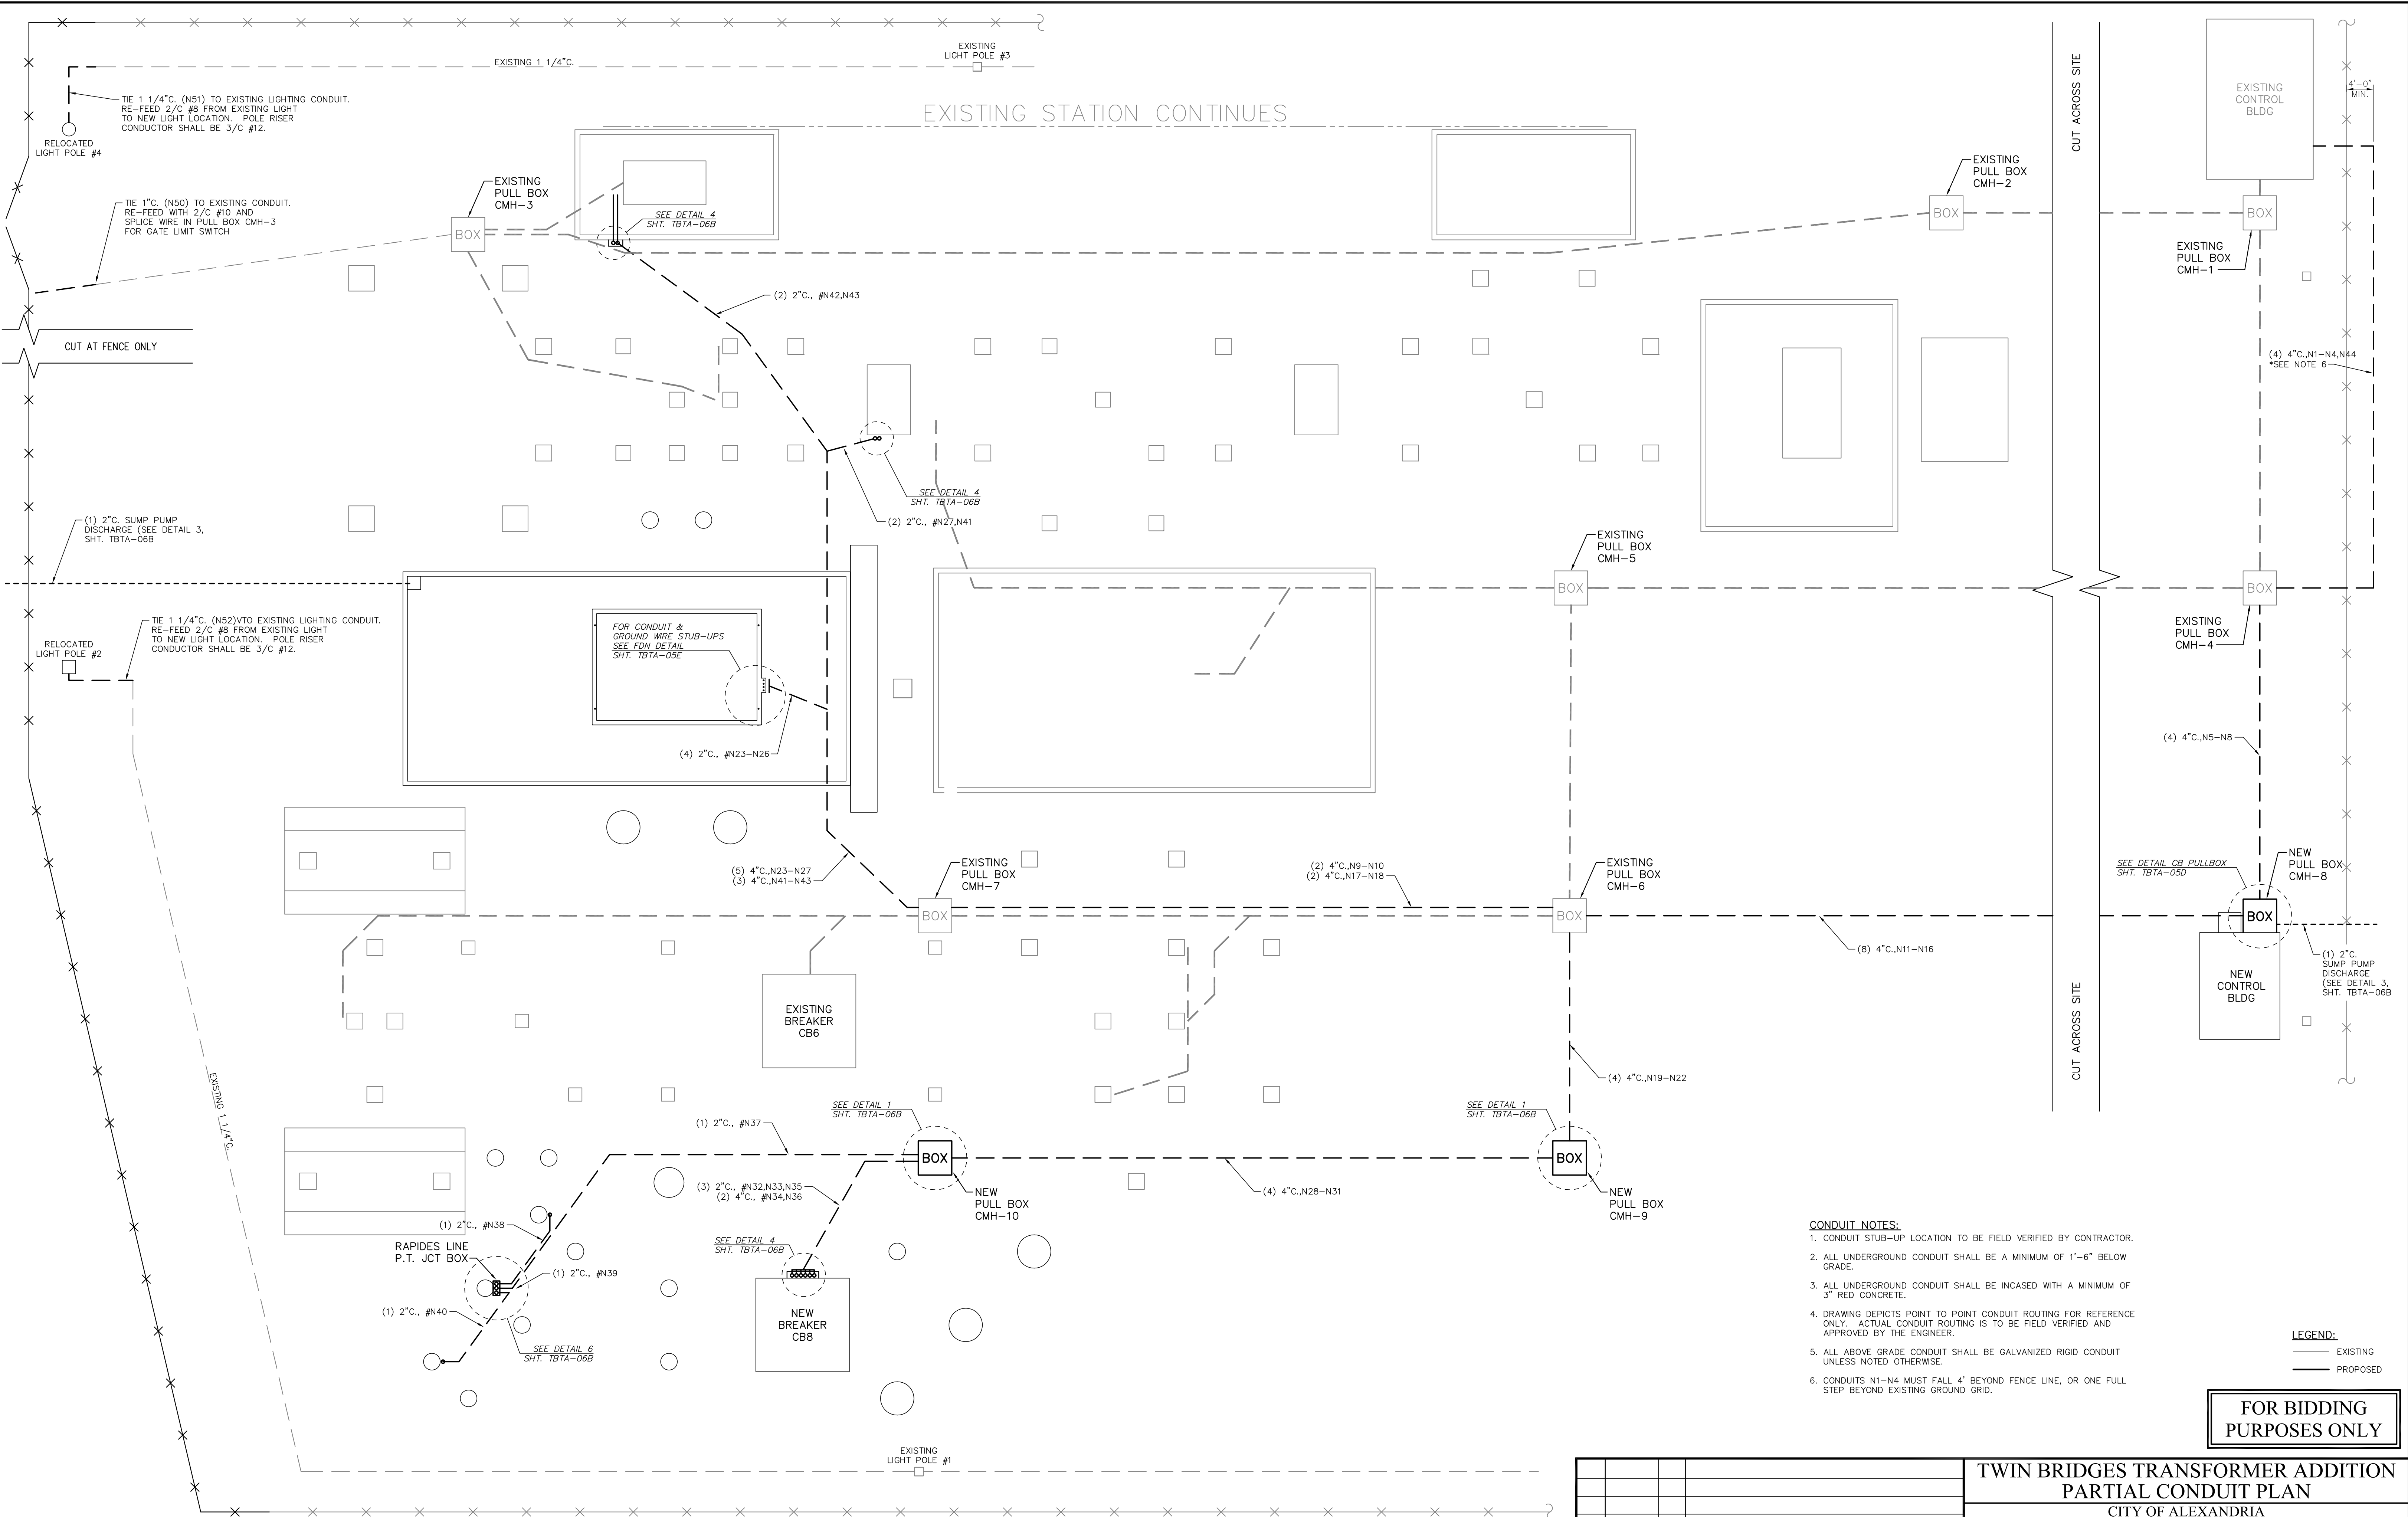 EXISTING
LIGHT POLE #3
EXISTING 1 1/4"C.
TIE 1 1/4"C. (N51) TO EXISTING LIGHTING CONDUIT.
RE-FEED 2/C #8 FROM EXISTING LIGHT
TO NEW LIGHT LOCATION. POLE RISER
CONDUCTOR SHALL BE 3/C #12.
RELOCATED
LIGHT POLE #4
EXISTING STATION CONTINUES
CUT ACROSS SITE
EXISTING
CONTROL
BLDG
4'-0"
MIN.
EXISTING
PULL BOX
CMH-3
BOX
SEE DETAIL 4
SHT. TBTA-06B
EXISTING
PULL BOX
CMH-2
BOX
BOX
EXISTING
PULL BOX
CMH-1
TIE 1"C. (N50) TO EXISTING CONDUIT.
RE-FEED WITH 2/C #10 AND
SPLICE WIRE IN PULL BOX CMH-3
FOR GATE LIMIT SWITCH
(2) 2"C., #N42,N43
CUT AT FENCE ONLY
(4) 4"C.,N1-N4,N44
*SEE NOTE 6
SEE DETAIL 4
SHT. TBTA-06B
(2) 2"C., #N27,N41
(1) 2"C. SUMP PUMP
DISCHARGE (SEE DETAIL 3,
SHT. TBTA-06B
EXISTING
PULL BOX
CMH-5
BOX
BOX
EXISTING
PULL BOX
CMH-4
TIE 1 1/4"C. (N52)VTO EXISTING LIGHTING CONDUIT.
RE-FEED 2/C #8 FROM EXISTING LIGHT
TO NEW LIGHT LOCATION. POLE RISER
CONDUCTOR SHALL BE 3/C #12.
RELOCATED
LIGHT POLE #2
FOR CONDUIT &
GROUND WIRE STUB-UPS
SEE FDN DETAIL
SHT. TBTA-05E
(4) 2"C., #N23-N26
(4) 4"C.,N5-N8
(5) 4"C.,N23-N27
(3) 4"C.,N41-N43
EXISTING
PULL BOX
CMH-7
BOX
(2) 4"C.,N9-N10
(2) 4"C.,N17-N18
EXISTING
PULL BOX
CMH-6
BOX
SEE DETAIL CB PULLBOX
SHT. TBTA-05D
NEW
PULL BOX
CMH-8
BOX
(8) 4"C.,N11-N16
(1) 2"C.
SUMP PUMP
DISCHARGE
(SEE DETAIL 3,
SHT. TBTA-06B
NEW
CONTROL
BLDG
CUT ACROSS SITE
EXISTING
BREAKER
CB6
(4) 4"C.,N19-N22
EXISTING 1 1/4"C.
(1) 2"C., #N37
SEE DETAIL 1
SHT. TBTA-06B
BOX
NEW
PULL BOX
CMH-10
SEE DETAIL 1
SHT. TBTA-06B
BOX
NEW
PULL BOX
CMH-9
(3) 2"C., #N32,N33,N35
(2) 4"C., #N34,N36
(4) 4"C.,N28-N31
(1) 2"C., #N38
RAPIDES LINE
P.T. JCT BOX
SEE DETAIL 4
SHT. TBTA-06B
(1) 2"C., #N39
(1) 2"C., #N40
SEE DETAIL 6
SHT. TBTA-06B
NEW
BREAKER
CB8
EXISTING
LIGHT POLE #1
CONDUIT NOTES:
1. CONDUIT STUB-UP LOCATION TO BE FIELD VERIFIED BY CONTRACTOR.
2. ALL UNDERGROUND CONDUIT SHALL BE A MINIMUM OF 1'-6" BELOW
GRADE.
3. ALL UNDERGROUND CONDUIT SHALL BE INCASED WITH A MINIMUM OF
3" RED CONCRETE.
4. DRAWING DEPICTS POINT TO POINT CONDUIT ROUTING FOR REFERENCE
ONLY. ACTUAL CONDUIT ROUTING IS TO BE FIELD VERIFIED AND
APPROVED BY THE ENGINEER.
5. ALL ABOVE GRADE CONDUIT SHALL BE GALVANIZED RIGID CONDUIT
UNLESS NOTED OTHERWISE.
6. CONDUITS N1-N4 MUST FALL 4' BEYOND FENCE LINE, OR ONE FULL
STEP BEYOND EXISTING GROUND GRID.
LEGEND:
EXISTING
PROPOSED
FOR BIDDING
PURPOSES ONLY
TWIN BRIDGES TRANSFORMER ADDITION
PARTIAL CONDUIT PLAN
CITY OF ALEXANDRIA